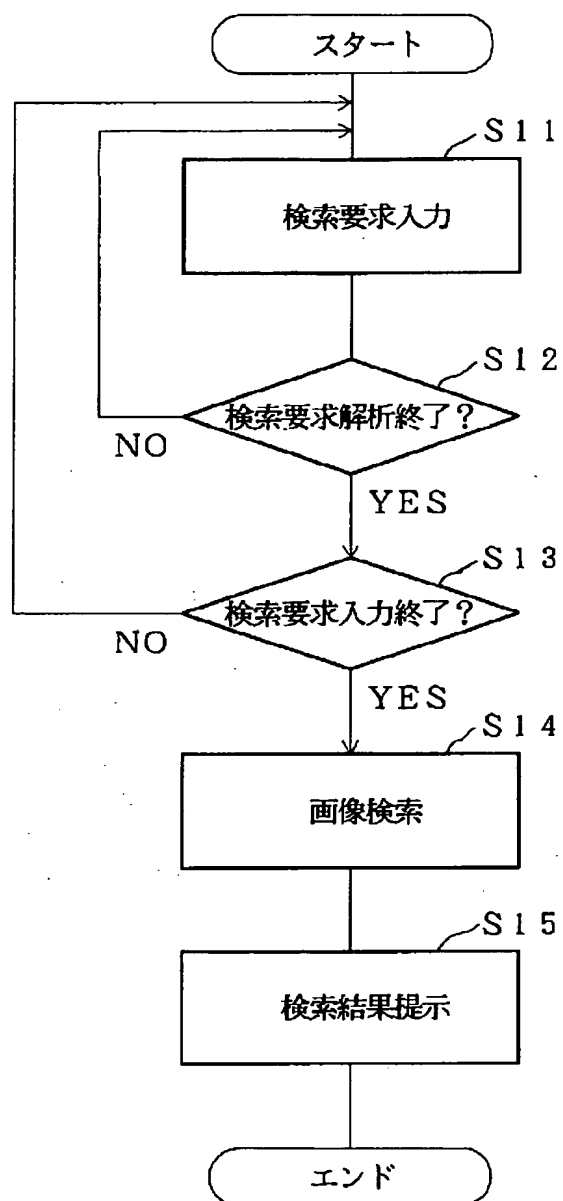 スタート
S11
検索要求入力
S12
検索要求解析終了?
NO
YES
S13
検索要求入力終了?
NO
YES
S14
画像検索
S15
検索結果提示
エンド